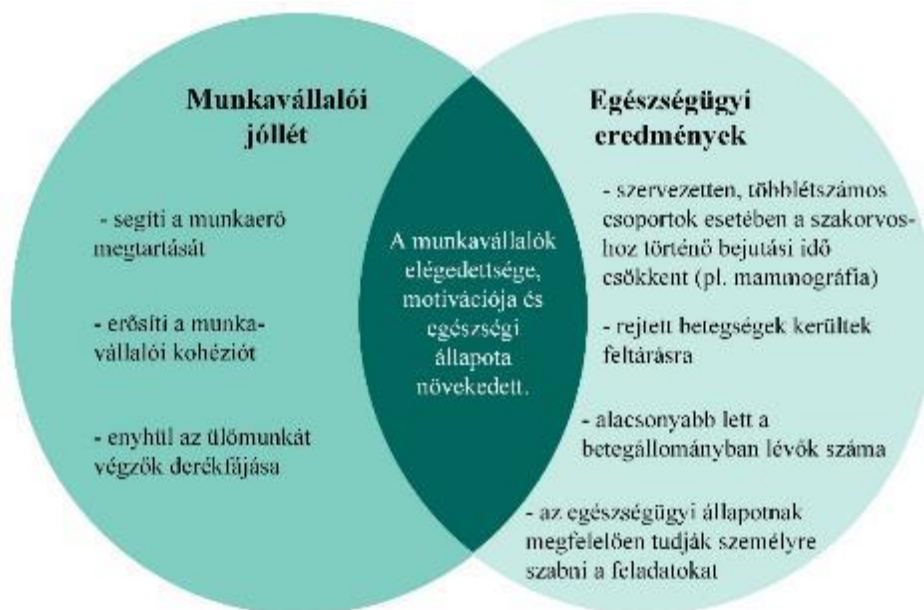 Munkavállalói
jóllét
- segíti a munkaerő
megtartását
- erősíti a munka-
vállalói kohéziót
- enyhül az ülőmunkát
végzők derékfájása
A munkavállalók
elégedettsége,
motivációja és
egészségi
állapota
növekedett.
Egészségügyi
eredmények
- szervezetten, többlétszámos
csoportok esetében a szakorvos-
hoz történő bejutási idő
csökkent (pl. mammográfia)
- rejtett betegségek kerültek
feltárásra
- alacsonyabb lett a
betegállományban lévők száma
- az egészségügyi állapotnak
megfelelően tudják személyre
szabni a feladatokat